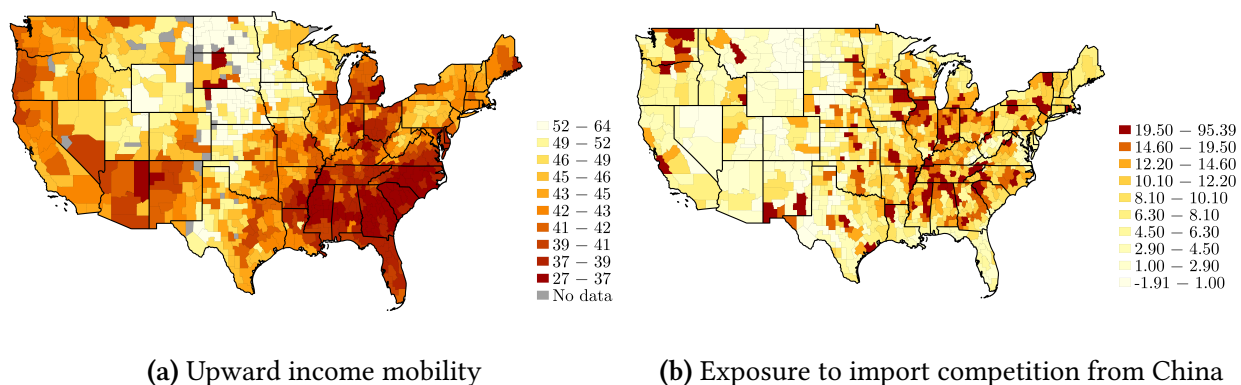 52 – 64
49 – 52
46 – 49
45 – 46
43 – 45
42 – 43
41 – 42
39 – 41
37 – 39
27 – 37
No data
(a) Upward income mobility
19.50 – 95.39
14.60 – 19.50
12.20 – 14.60
10.10 – 12.20
8.10 – 10.10
6.30 – 8.10
4.50 – 6.30
2.90 – 4.50
1.00 – 2.90
-1.91 – 1.00
(b) Exposure to import competition from China